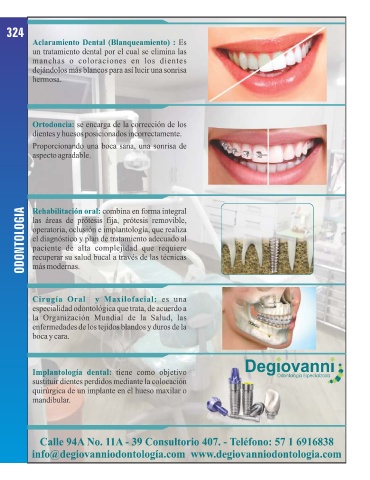 324
Aclaramiento Dental (Blanqueamiento) : Es
un tratamiento dental por el cual se elimina las
manchas o coloraciones en los dientes
dejándolos más blancos para así lucir una sonrisa
hermosa.
Ortodoncia: se encarga de la corrección de los
dientes y huesos posicionados incorrectamente.
Proporcionando una boca sana, una sonrisa de
aspecto agradable.
ODONTOLOGIA
Rehabilitación oral: combina en forma integral
las áreas de prótesis fija, prótesis removible,
operatoria, oclusión e implantología, que realiza
el diagnóstico y plan de tratamiento adecuado al
paciente de alta complejidad que requiere
recuperar su salud bucal a través de las técnicas
más modernas.
Cirugía Oral y Maxilofacial: es una
especialidad odontológica que trata, de acuerdo a
la Organización Mundial de la Salud, las
enfermedades de los tejidos blandos y duros de la
boca y cara.
Implantología dental: tiene como objetivo
sustituir dientes perdidos mediante la colocación
quirúrgica de un implante en el hueso maxilar o
mandibular.
Degiovanni
Odontología especializada
Calle 94A No. 11A - 39 Consultorio 407. - Teléfono: 57 1 6916838
info@degiovanniodontologia.com www.degiovanniodontologia.com